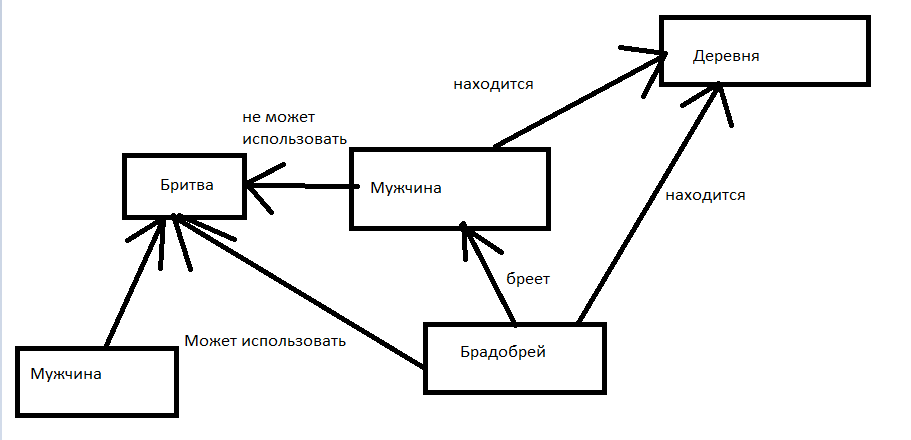 Деревня
находится
не может
использовать
Бритва
Мужчина
находится
бреет
Может использовать
Брадобрей
Мужчина